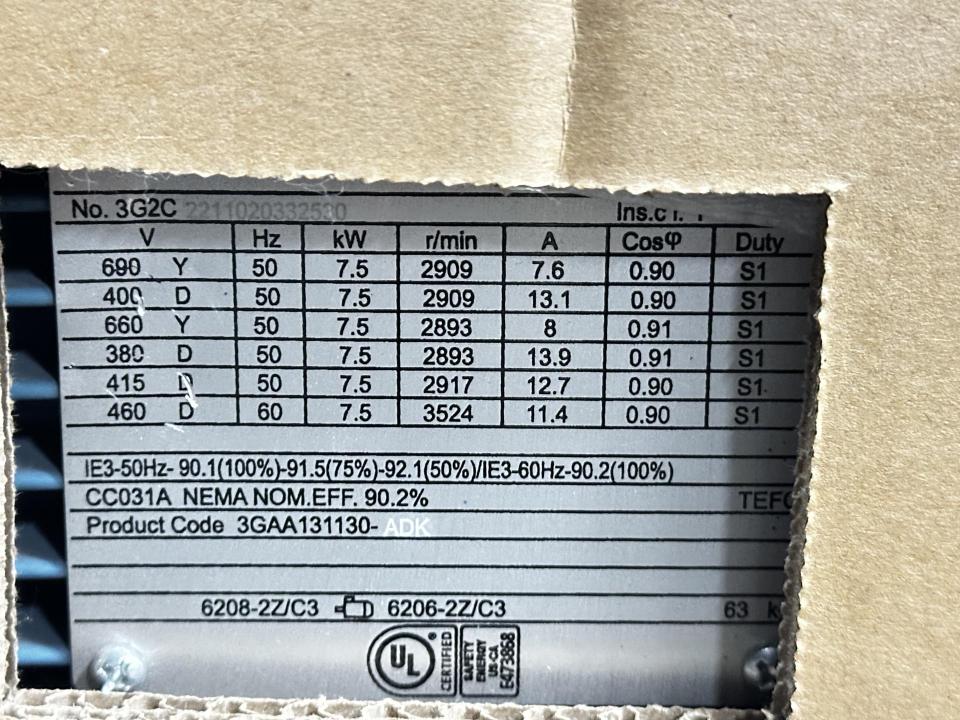 No. 3G2C 2211020332530 Ins.cl.
V Hz kW r/min A Cosφ Duty
690 Y 50 7.5 2909 7.6 0.90 S1
400 D 50 7.5 2909 13.1 0.90 S1
660 Y 50 7.5 2893 8 0.91 S1
380 D 50 7.5 2893 13.9 0.91 S1
415 D 50 7.5 2917 12.7 0.90 S1
460 D 60 7.5 3524 11.4 0.90 S1
IE3-50Hz- 90.1(100%)-91.5(75%)-92.1(50%)/IE3-60Hz-90.2(100%)
CC031A NEMA NOM.EFF. 90.2% TEFC
Product Code 3GAA131130-ADK
6208-2Z/C3 6206-2Z/C3 63 k
UL ® CERTIFIED
SAFETY
ENERGY
US-CA
E473868